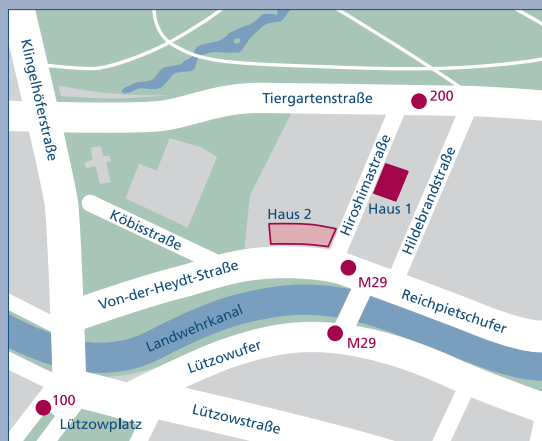 Klingelhöferstraße
Tiergartenstraße
200
Hiroshimastraße
Hildebrandstraße
Haus 1
Haus 2
Köbisstraße
Von-der-Heydt-Straße
M29
Reichpietschufer
Landwehrkanal
M29
Lützowufer
100
Lützowplatz
Lützowstraße